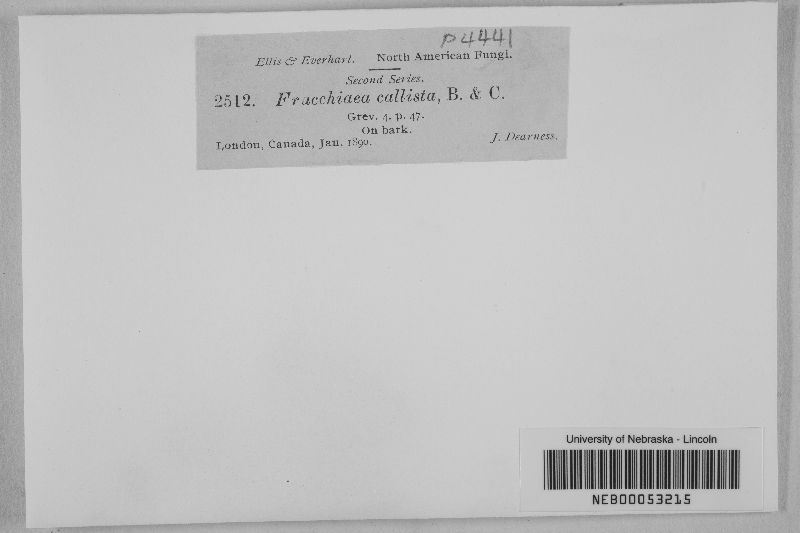 p4441
Ellis & Everhart. North American Fungi.
Second Series.
2512. Fracchiaea callista, B. & C.
Grev. 4. p. 47.
On bark.
London, Canada, Jan. 1890. J. Dearness.
University of Nebraska - Lincoln
NEB00053215